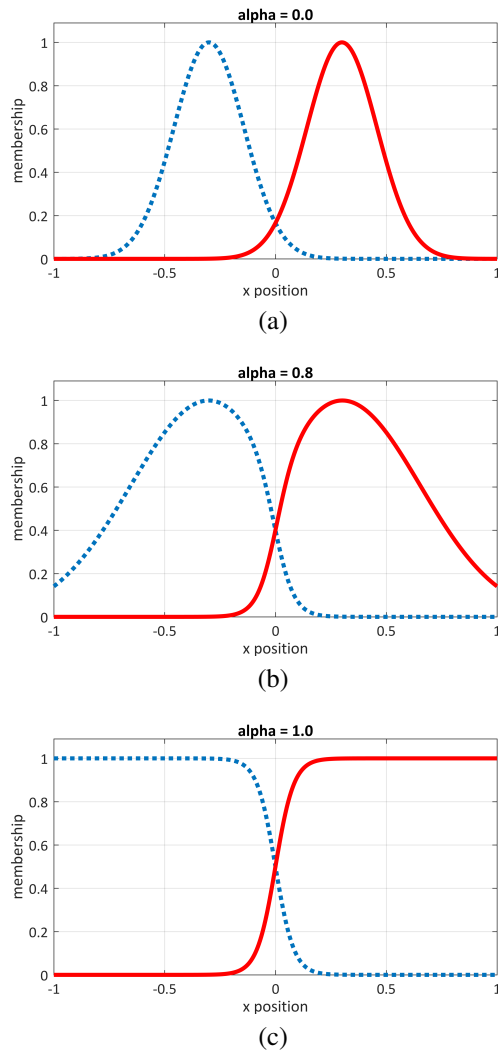 alpha = 0.0
1
0.8
0.6
0.4
0.2
0
membership
-1 -0.5 0 0.5 1
x position
(a)
alpha = 0.8
1
0.8
0.6
0.4
0.2
0
membership
-1 -0.5 0 0.5 1
x position
(b)
alpha = 1.0
1
0.8
0.6
0.4
0.2
0
membership
-1 -0.5 0 0.5 1
x position
(c)